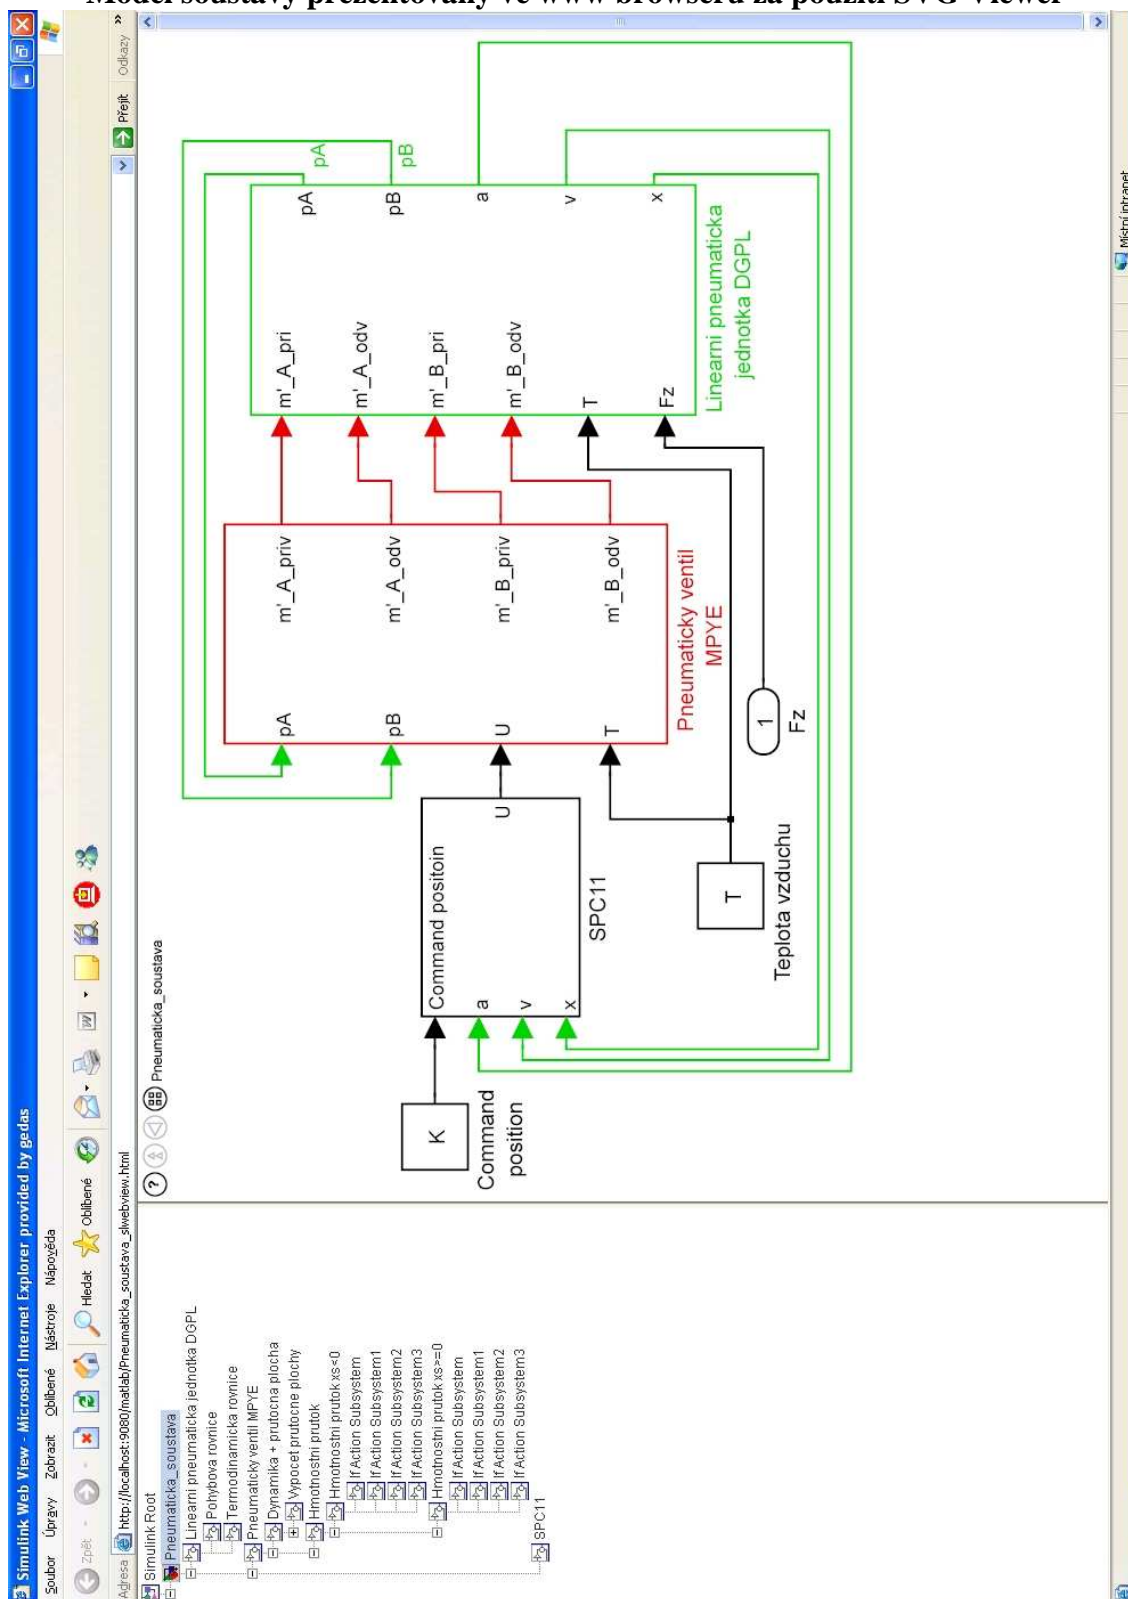 Model soustavy prezentovaný ve www browseru za použití SVG Viewer
Simulink Web View - Microsoft Internet Explorer provided by gedas
Soubor Úpravy Zobrazit Oblíbené Nástroje Nápověda
Zpět Hledat Oblíbené
Adresa http://localhost:9080/matlab/Pneumaticka_soustava_slwebview.html Přejít Odkazy »
Simulink Root
Pneumaticka_soustava
Linearni pneumaticka jednotka DGPL
Pohybova rovnice
Termodinamicka rovnice
Pneumaticky ventil MPYE
Dynamika + prutocna plocha
Vypocet prutocne plochy
Hmotnostni prutok
Hmotnostni prutok xs<0
If Action Subsystem
If Action Subsystem1
If Action Subsystem2
If Action Subsystem3
Hmotnostni prutok xs>=0
If Action Subsystem
If Action Subsystem1
If Action Subsystem2
If Action Subsystem3
SPC11
? Pneumaticka_soustava
K
Command
position
Command positoin
a
v
x
U
SPC11
T
Teplota vzduchu
1
Fz
pA
pB
U
T
m'_A_priv
m'_A_odv
m'_B_priv
m'_B_odv
Pneumaticky ventil
MPYE
m'_A_pri
m'_A_odv
m'_B_pri
m'_B_odv
T
Fz
pA
pB
a
v
x
Linearni pneumaticka
jednotka DGPL
pA
pB
Místní intranet